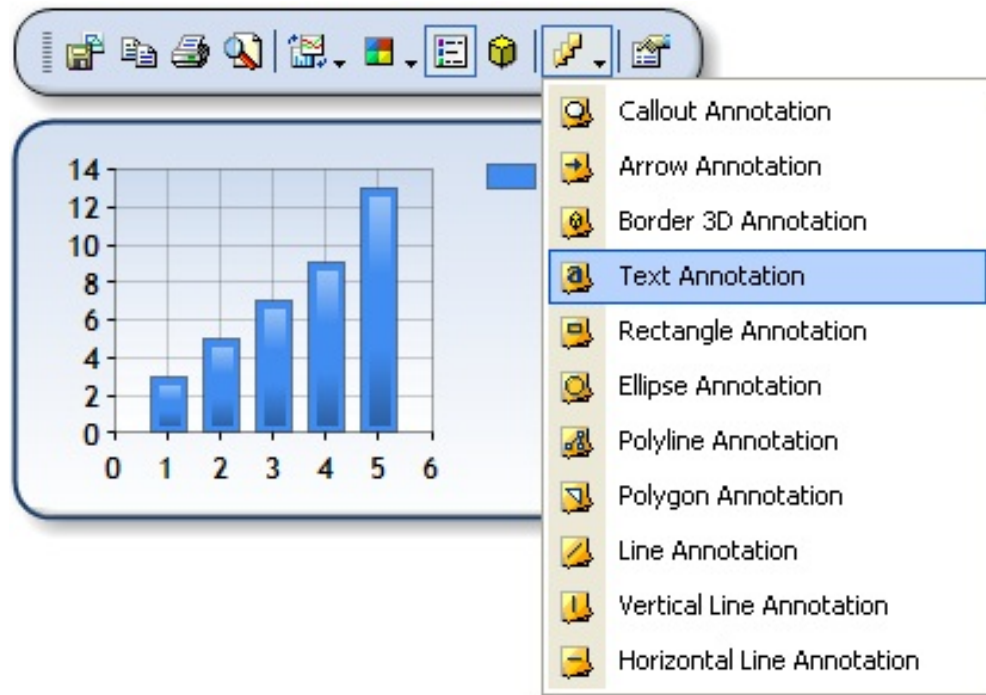 Callout Annotation
Arrow Annotation
Border 3D Annotation
Text Annotation
Rectangle Annotation
Ellipse Annotation
Polyline Annotation
Polygon Annotation
Line Annotation
Vertical Line Annotation
Horizontal Line Annotation
14
12
10
8
6
4
2
0
0 1 2 3 4 5 6